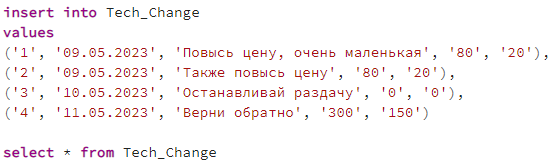 insert into Tech_Change
values
('1', '09.05.2023', 'Повысь цену, очень маленькая', '80', '20'),
('2', '09.05.2023', 'Также повысь цену', '80', '20'),
('3', '10.05.2023', 'Останавливай раздачу', '0', '0'),
('4', '11.05.2023', 'Верни обратно', '300', '150')
select * from Tech_Change